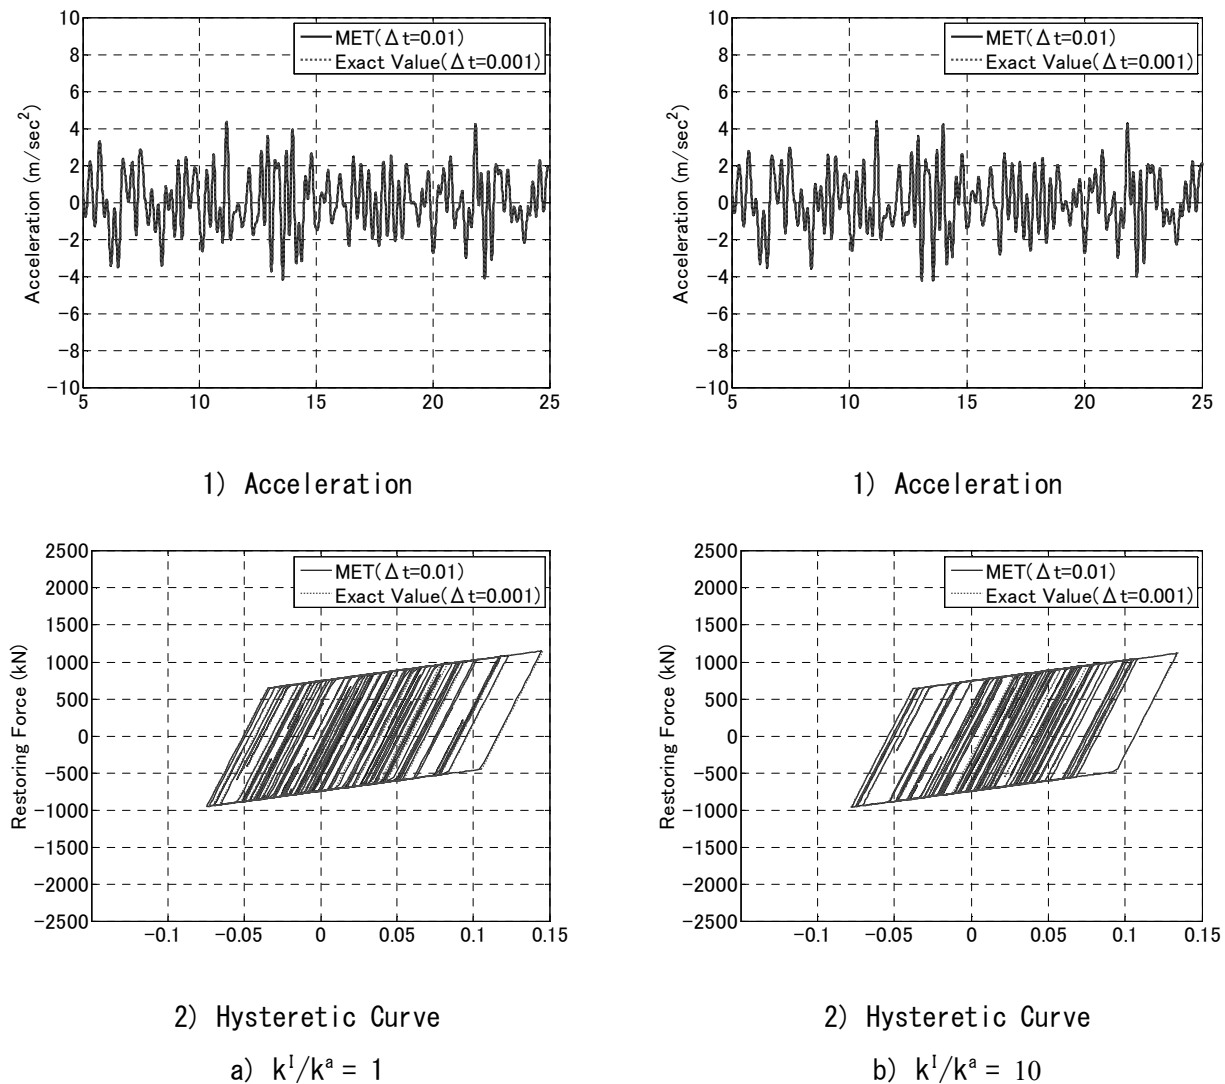 10
8
6
4
2
0
-2
-4
-6
-8
-10
Acceleration (m/sec²)
MET(Δt=0.01)
Exact Value(Δt=0.001)
5 10 15 20 25
1) Acceleration
10
8
6
4
2
0
-2
-4
-6
-8
-10
Acceleration (m/sec²)
MET(Δt=0.01)
Exact Value(Δt=0.001)
5 10 15 20 25
1) Acceleration
2500
2000
1500
1000
500
0
-500
-1000
-1500
-2000
-2500
Restoring Force (kN)
MET(Δt=0.01)
Exact Value(Δt=0.001)
-0.1 -0.05 0 0.05 0.1 0.15
2) Hysteretic Curve
a) kᴵ/kᵃ = 1
2500
2000
1500
1000
500
0
-500
-1000
-1500
-2000
-2500
Restoring Force (kN)
MET(Δt=0.01)
Exact Value(Δt=0.001)
-0.1 -0.05 0 0.05 0.1 0.15
2) Hysteretic Curve
b) kᴵ/kᵃ = 10